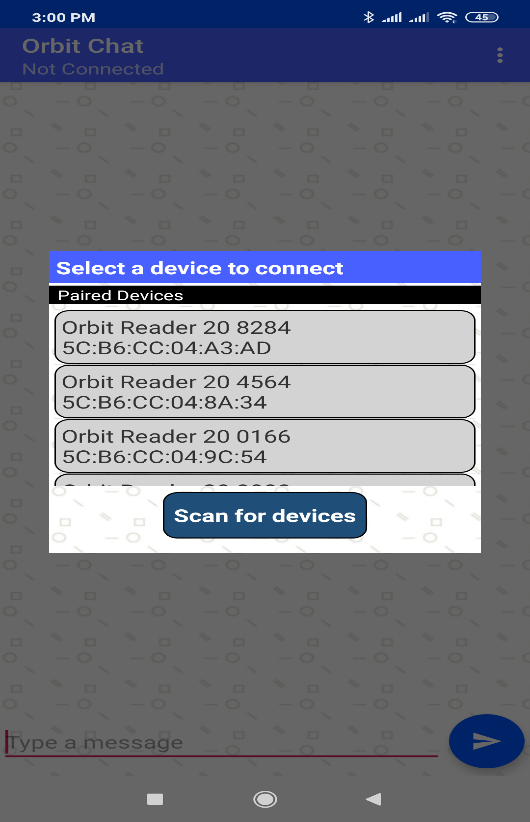 3:00 PM
45
Orbit Chat
Not Connected
Select a device to connect
Paired Devices
Orbit Reader 20 8284
5C:B6:CC:04:A3:AD
Orbit Reader 20 4564
5C:B6:CC:04:8A:34
Orbit Reader 20 0166
5C:B6:CC:04:9C:54
Scan for devices
Type a message